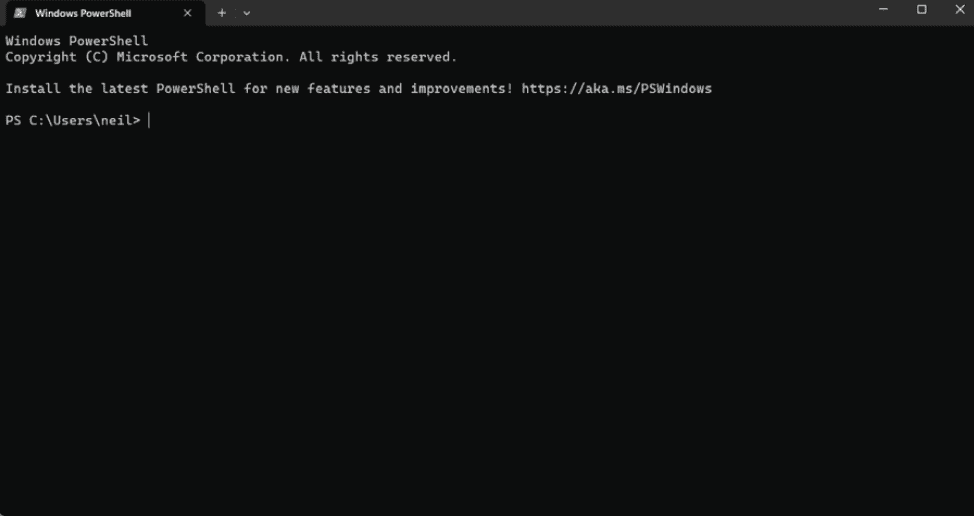 Windows PowerShell
Windows PowerShell
Copyright (C) Microsoft Corporation. All rights reserved.
Install the latest PowerShell for new features and improvements! https://aka.ms/PSWindows
PS C:\Users\neil>